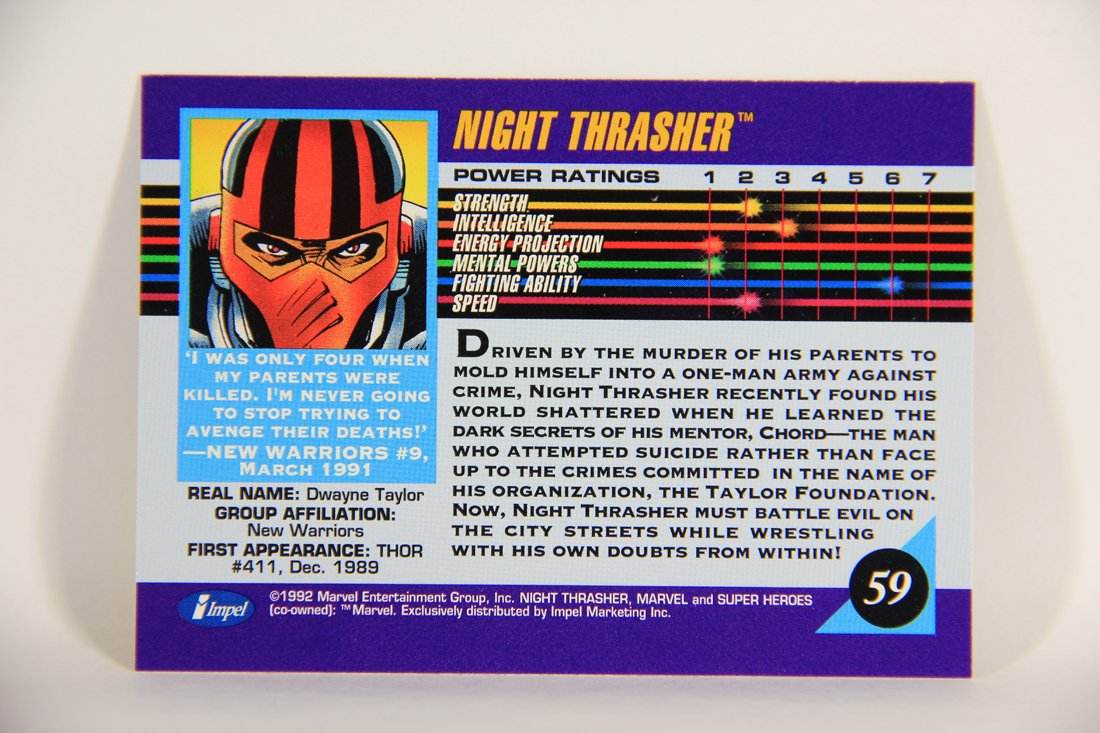 NIGHT THRASHER™
POWER RATINGS 1 2 3 4 5 6 7
STRENGTH
INTELLIGENCE
ENERGY PROJECTION
MENTAL POWERS
FIGHTING ABILITY
SPEED
‘I WAS ONLY FOUR WHEN
MY PARENTS WERE
KILLED. I'M NEVER GOING
TO STOP TRYING TO
AVENGE THEIR DEATHS!’
—NEW WARRIORS #9,
MARCH 1991
REAL NAME: Dwayne Taylor
GROUP AFFILIATION:
New Warriors
FIRST APPEARANCE: THOR
#411, Dec. 1989
DRIVEN BY THE MURDER OF HIS PARENTS TO
MOLD HIMSELF INTO A ONE-MAN ARMY AGAINST
CRIME, NIGHT THRASHER RECENTLY FOUND HIS
WORLD SHATTERED WHEN HE LEARNED THE
DARK SECRETS OF HIS MENTOR, CHORD—THE MAN
WHO ATTEMPTED SUICIDE RATHER THAN FACE
UP TO THE CRIMES COMMITTED IN THE NAME OF
HIS ORGANIZATION, THE TAYLOR FOUNDATION.
NOW, NIGHT THRASHER MUST BATTLE EVIL ON
THE CITY STREETS WHILE WRESTLING
WITH HIS OWN DOUBTS FROM WITHIN!
59
Impel
©1992 Marvel Entertainment Group, Inc. NIGHT THRASHER, MARVEL and SUPER HEROES
(co-owned): ™Marvel. Exclusively distributed by Impel Marketing Inc.